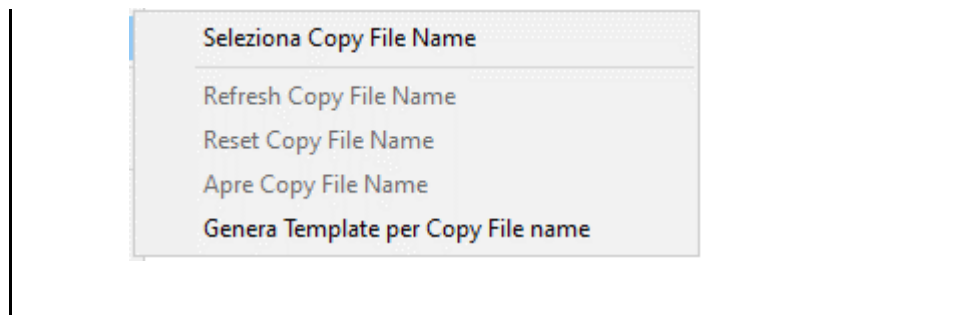 Seleziona Copy File Name
Refresh Copy File Name
Reset Copy File Name
Apre Copy File Name
Genera Template per Copy File name